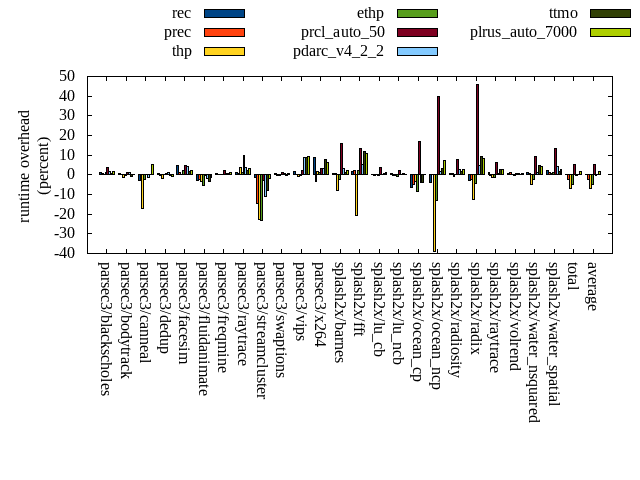 rec
prec
thp
ethp
prcl_auto_50
pdarc_v4_2_2
ttmo
plrus_auto_7000
runtime overhead
(percent)
50
40
30
20
10
0
-10
-20
-30
-40
parsec3/blackscholes
parsec3/bodytrack
parsec3/canneal
parsec3/dedup
parsec3/facesim
parsec3/fluidanimate
parsec3/freqmine
parsec3/raytrace
parsec3/streamcluster
parsec3/swaptions
parsec3/vips
parsec3/x264
splash2x/barnes
splash2x/fft
splash2x/lu_cb
splash2x/lu_ncb
splash2x/ocean_cp
splash2x/ocean_ncp
splash2x/radiosity
splash2x/radix
splash2x/raytrace
splash2x/volrend
splash2x/water_nsquared
splash2x/water_spatial
total
average